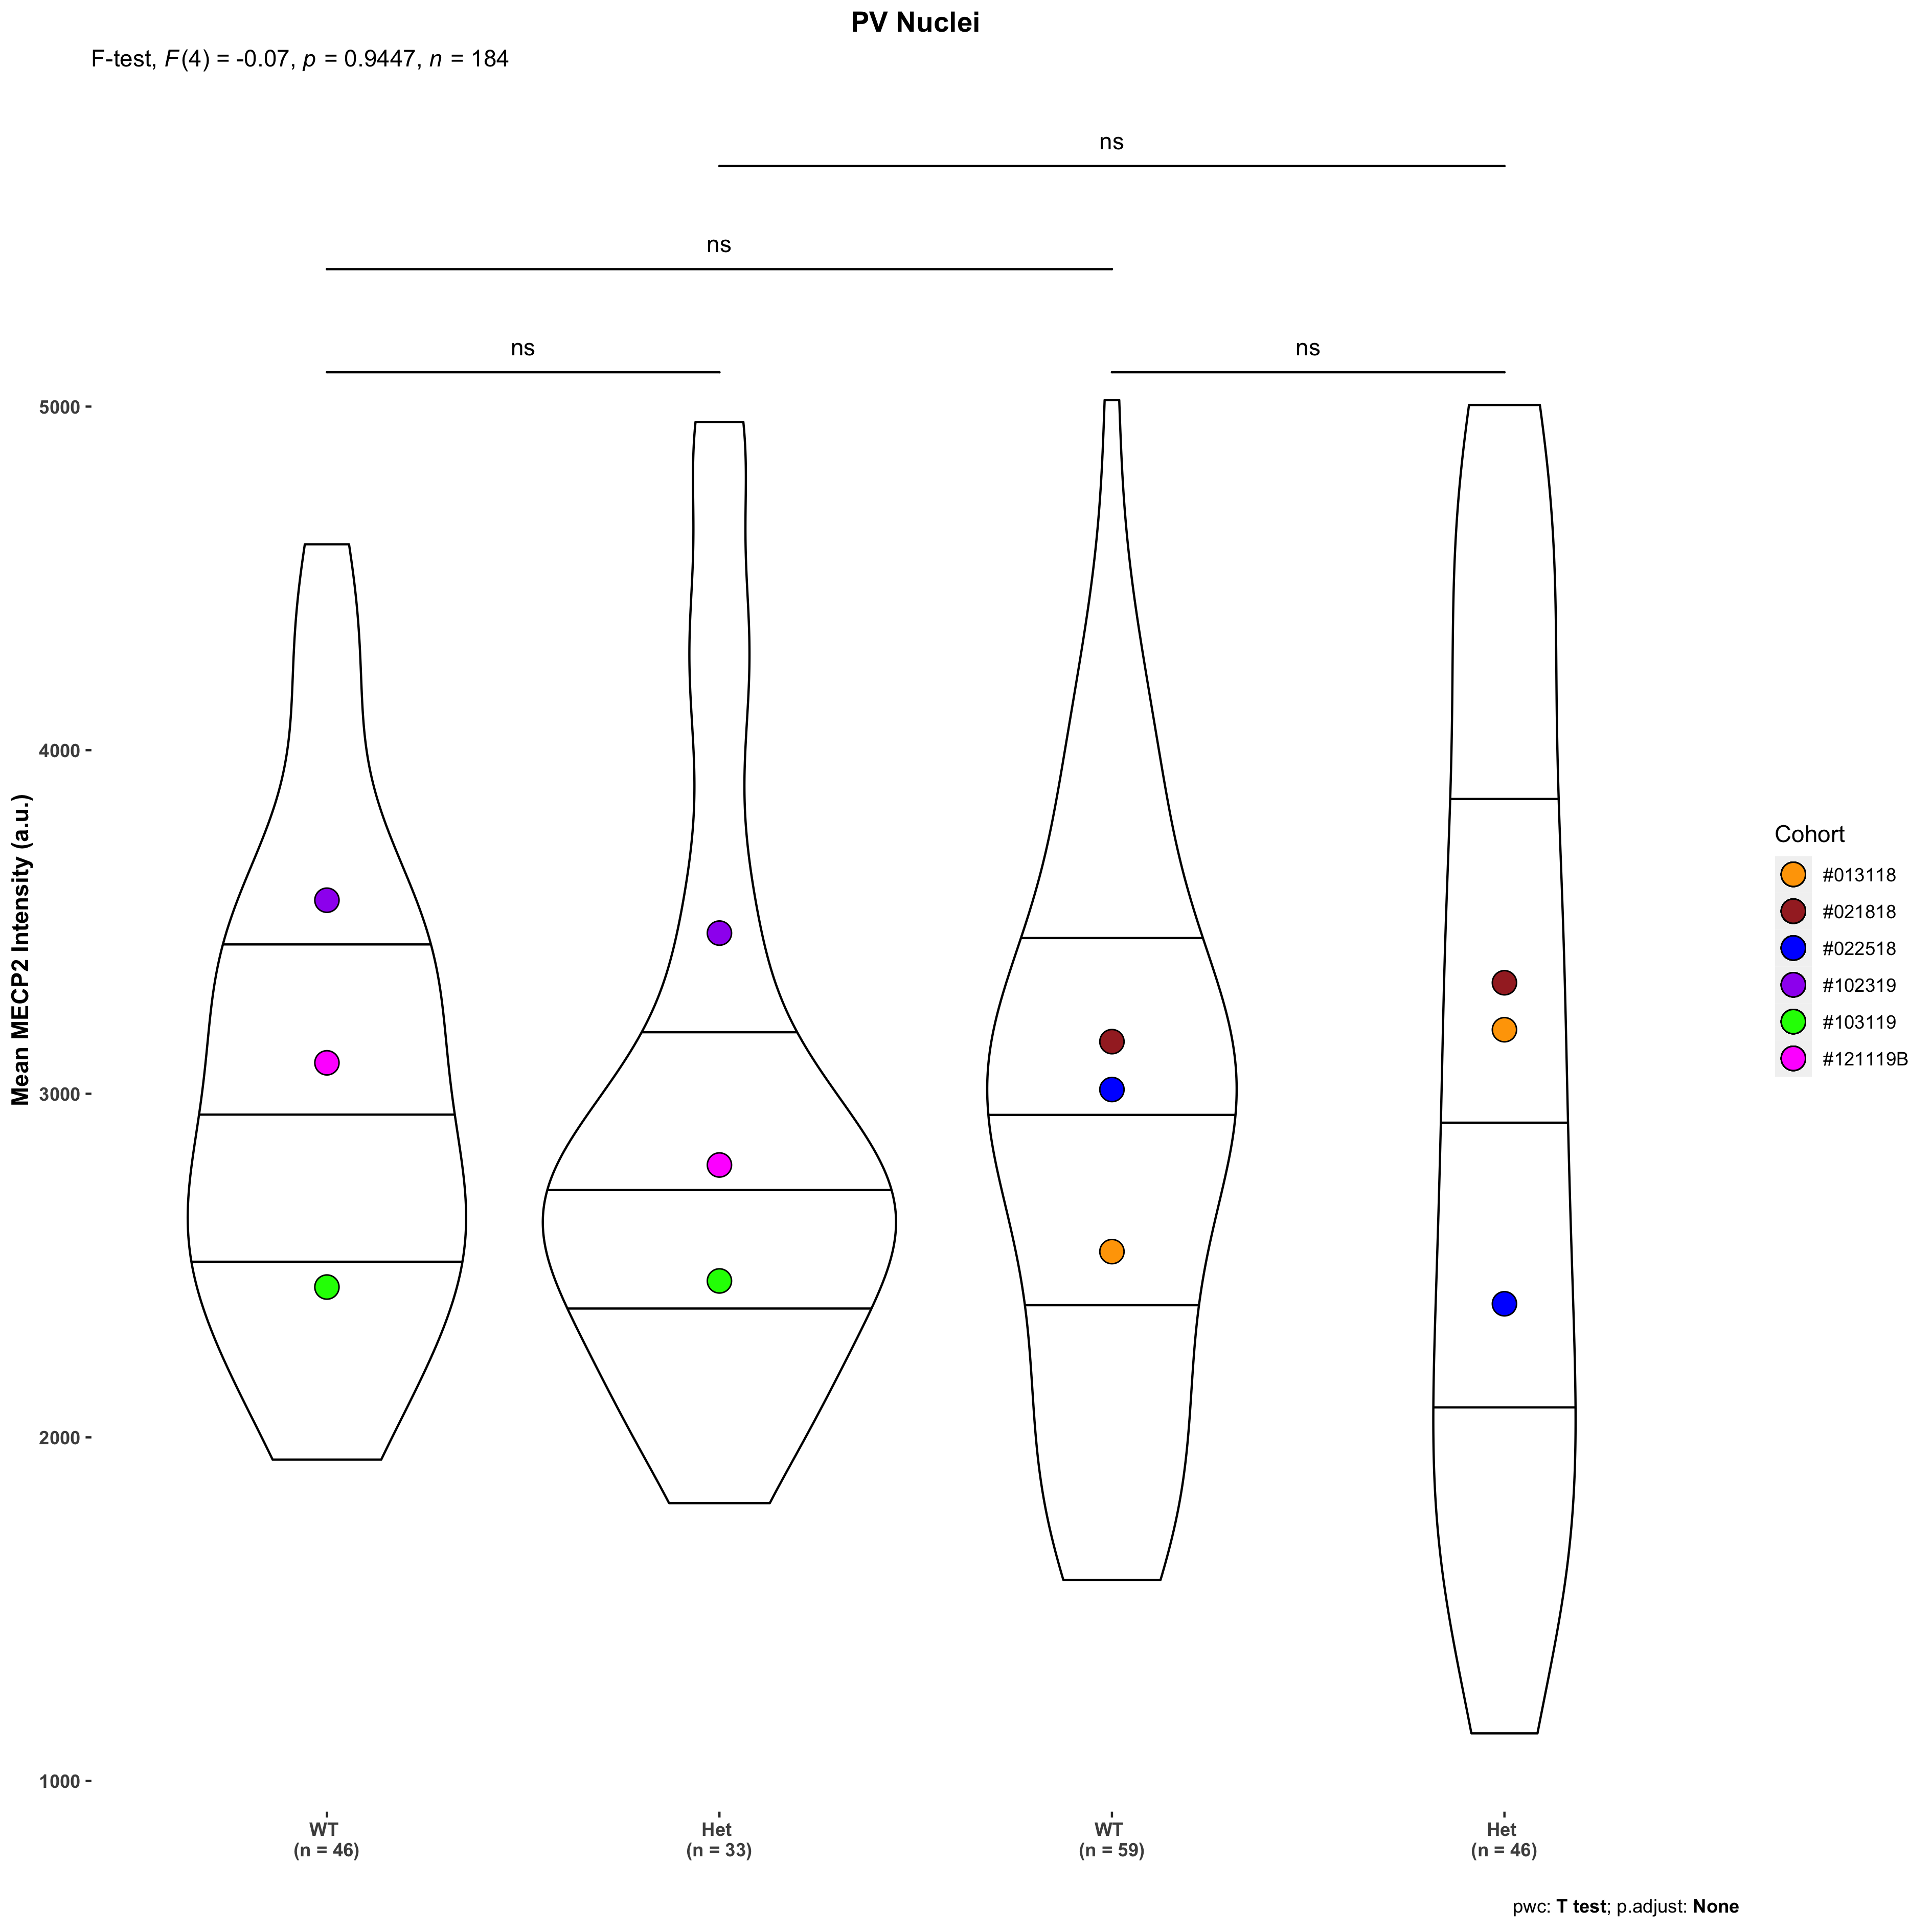 PV Nuclei
F-test, F(4) = -0.07, p = 0.9447, n = 184
ns
ns
ns
ns
5000
4000
3000
2000
1000
Mean MECP2 Intensity (a.u.)
Cohort
#013118
#021818
#022518
#102319
#103119
#121119B
WT
(n = 46)
Het
(n = 33)
WT
(n = 59)
Het
(n = 46)
pwc: T test; p.adjust: None